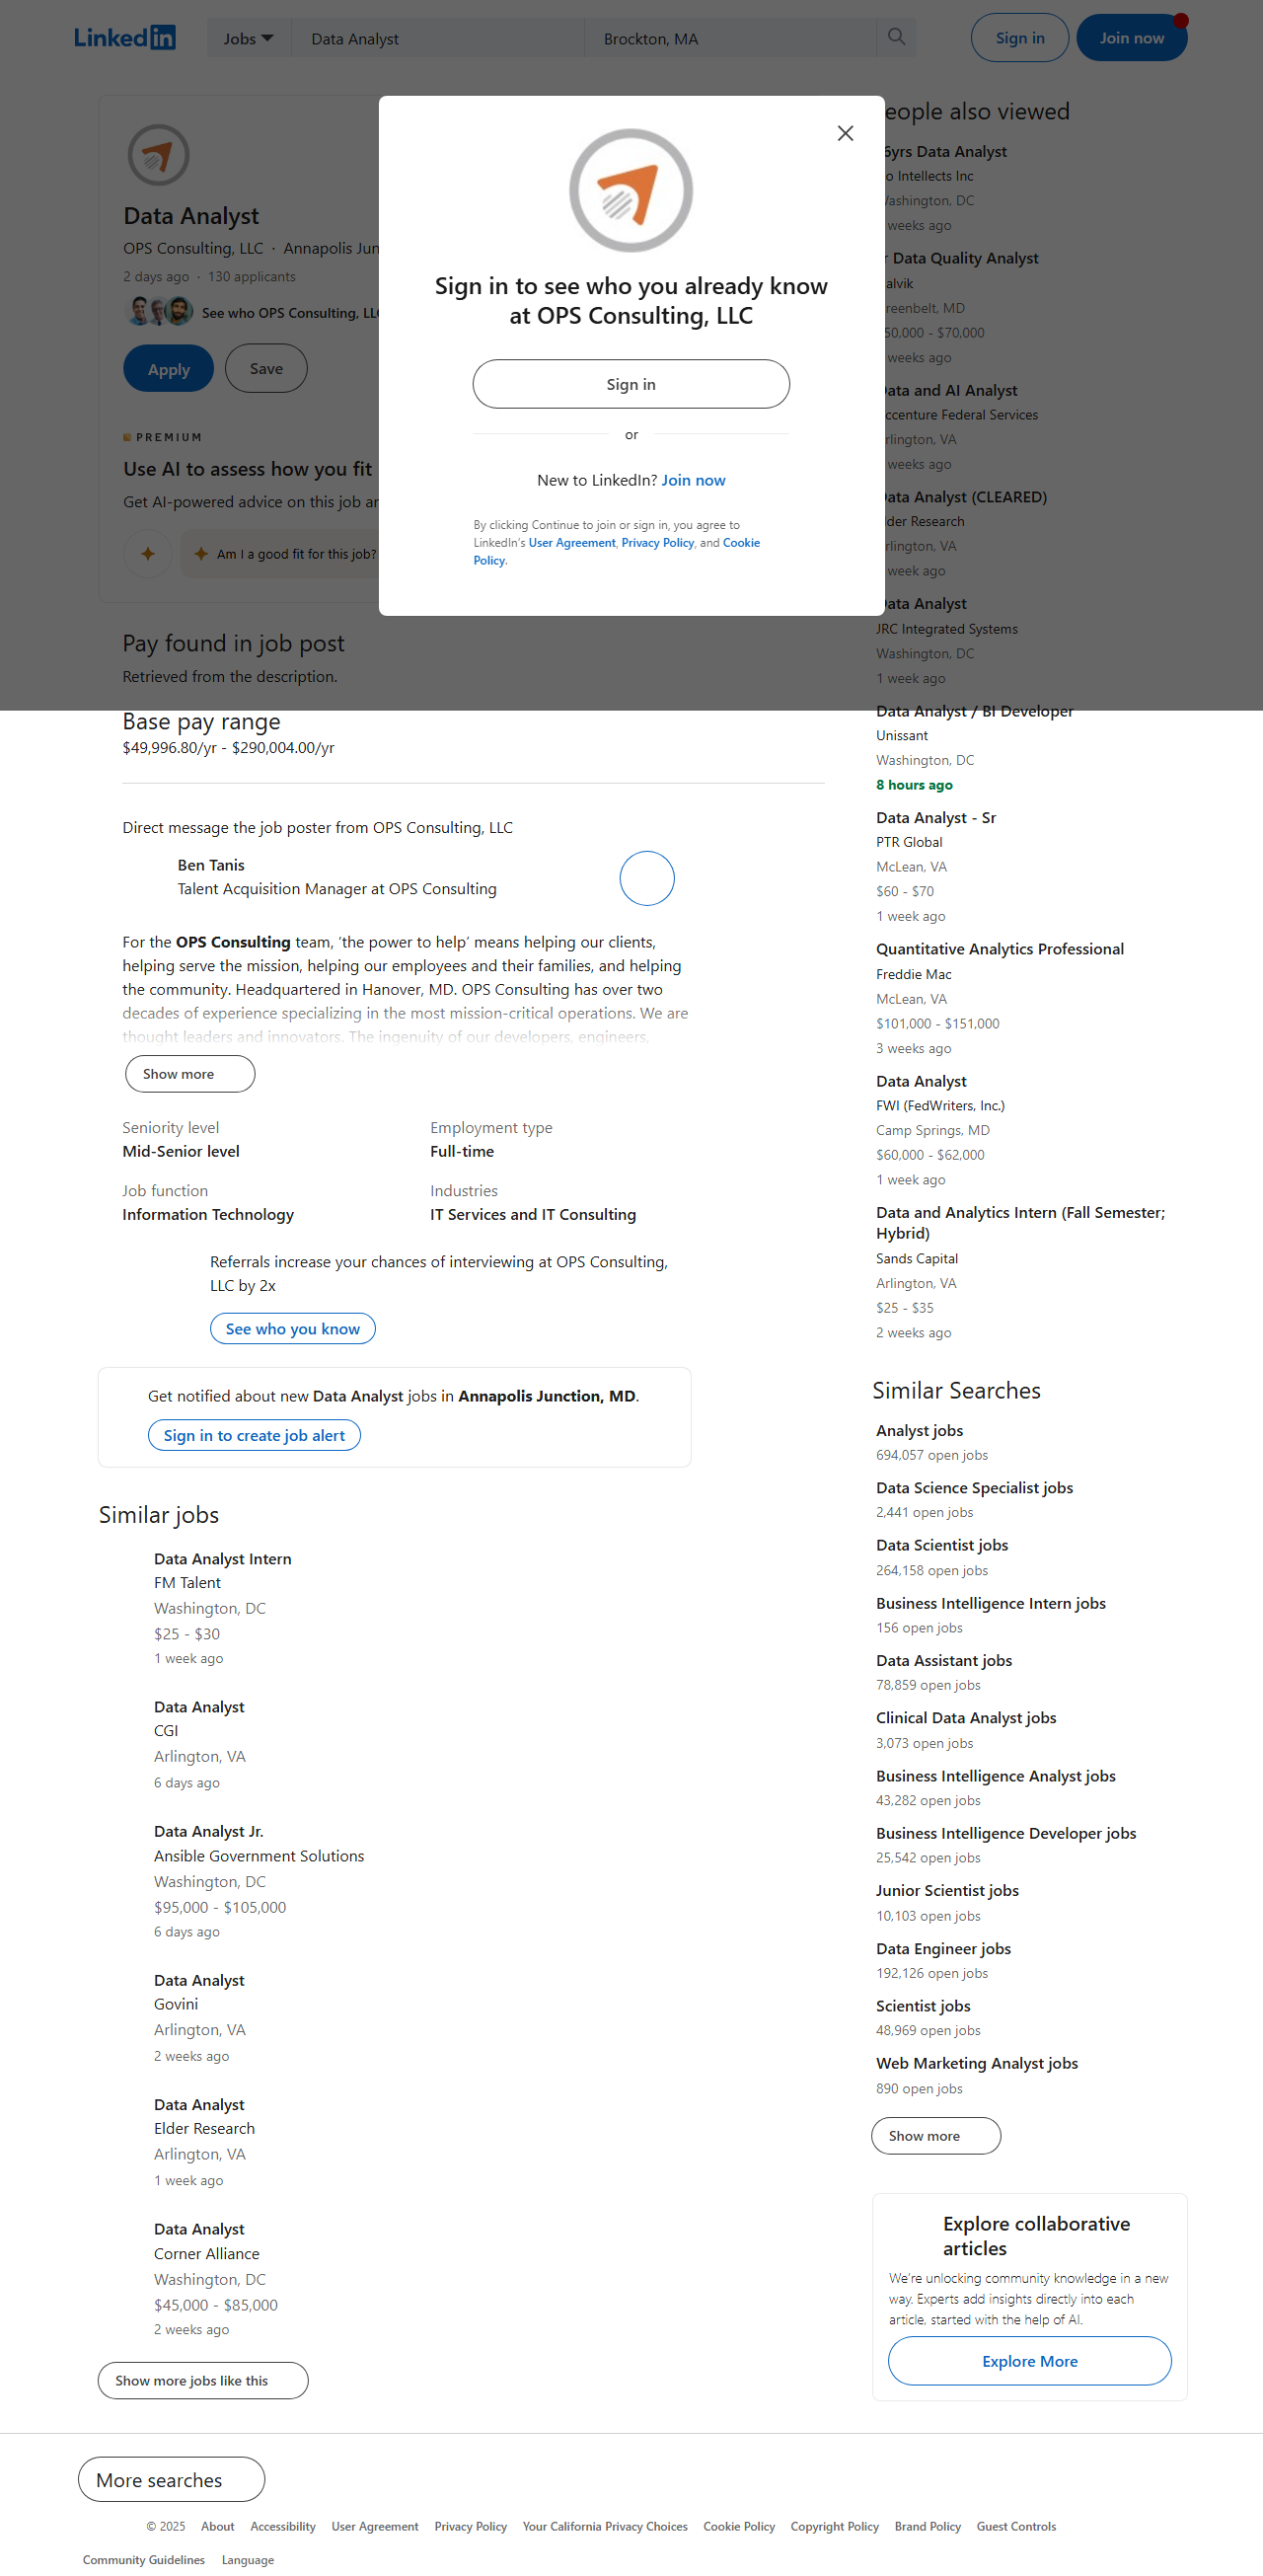 LinkedIn
Jobs
Data Analyst
Brockton, MA
Sign in
Join now
Data Analyst
OPS Consulting, LLC · Annapolis Jun
2 days ago · 130 applicants
See who OPS Consulting, LLC
Apply
Save
PREMIUM
Use AI to assess how you fit
Get AI-powered advice on this job
Am I a good fit for this job?
Sign in to see who you already know
at OPS Consulting, LLC
Sign in
or
New to LinkedIn? Join now
By clicking Continue to join or sign in, you agree to
LinkedIn's User Agreement, Privacy Policy, and Cookie
Policy.
Pay found in job post
Retrieved from the description.
Base pay range
$49,996.80/yr - $290,004.00/yr
Direct message the job poster from OPS Consulting, LLC
Ben Tanis
Talent Acquisition Manager at OPS Consulting
For the OPS Consulting team, ‘the power to help’ means helping our clients,
helping serve the mission, helping our employees and their families, and helping
the community. Headquartered in Hanover, MD. OPS Consulting has over two
decades of experience specializing in the most mission-critical operations. We are
thought leaders and innovators. The ingenuity of our developers, engineers,
Show more
Seniority level
Mid-Senior level
Employment type
Full-time
Job function
Information Technology
Industries
IT Services and IT Consulting
Referrals increase your chances of interviewing at OPS Consulting,
LLC by 2x
See who you know
Get notified about new Data Analyst jobs in Annapolis Junction, MD.
Sign in to create job alert
Similar jobs
Data Analyst Intern
FM Talent
Washington, DC
$25 - $30
1 week ago
Data Analyst
CGI
Arlington, VA
6 days ago
Data Analyst Jr.
Ansible Government Solutions
Washington, DC
$95,000 - $105,000
6 days ago
Data Analyst
Govini
Arlington, VA
2 weeks ago
Data Analyst
Elder Research
Arlington, VA
1 week ago
Data Analyst
Corner Alliance
Washington, DC
$45,000 - $85,000
2 weeks ago
Show more jobs like this
eople also viewed
6yrs Data Analyst
o Intellects Inc
ashington, DC
weeks ago
r Data Quality Analyst
alvik
reenbelt, MD
50,000 - $70,000
weeks ago
ata and AI Analyst
ccenture Federal Services
rlington, VA
weeks ago
Data Analyst (CLEARED)
lder Research
rlington, VA
week ago
Data Analyst
JRC Integrated Systems
Washington, DC
1 week ago
Data Analyst / BI Developer
Unissant
Washington, DC
8 hours ago
Data Analyst - Sr
PTR Global
McLean, VA
$60 - $70
1 week ago
Quantitative Analytics Professional
Freddie Mac
McLean, VA
$101,000 - $151,000
3 weeks ago
Data Analyst
FWI (FedWriters, Inc.)
Camp Springs, MD
$60,000 - $62,000
1 week ago
Data and Analytics Intern (Fall Semester;
Hybrid)
Sands Capital
Arlington, VA
$25 - $35
2 weeks ago
Similar Searches
Analyst jobs
694,057 open jobs
Data Science Specialist jobs
2,441 open jobs
Data Scientist jobs
264,158 open jobs
Business Intelligence Intern jobs
156 open jobs
Data Assistant jobs
78,859 open jobs
Clinical Data Analyst jobs
3,073 open jobs
Business Intelligence Analyst jobs
43,282 open jobs
Business Intelligence Developer jobs
25,542 open jobs
Junior Scientist jobs
10,103 open jobs
Data Engineer jobs
192,126 open jobs
Scientist jobs
48,969 open jobs
Web Marketing Analyst jobs
890 open jobs
Show more
Explore collaborative
articles
We're unlocking community knowledge in a new
way. Experts add insights directly into each
article, started with the help of AI.
Explore More
More searches
© 2025 About Accessibility User Agreement Privacy Policy Your California Privacy Choices Cookie Policy Copyright Policy Brand Policy Guest Controls
Community Guidelines Language